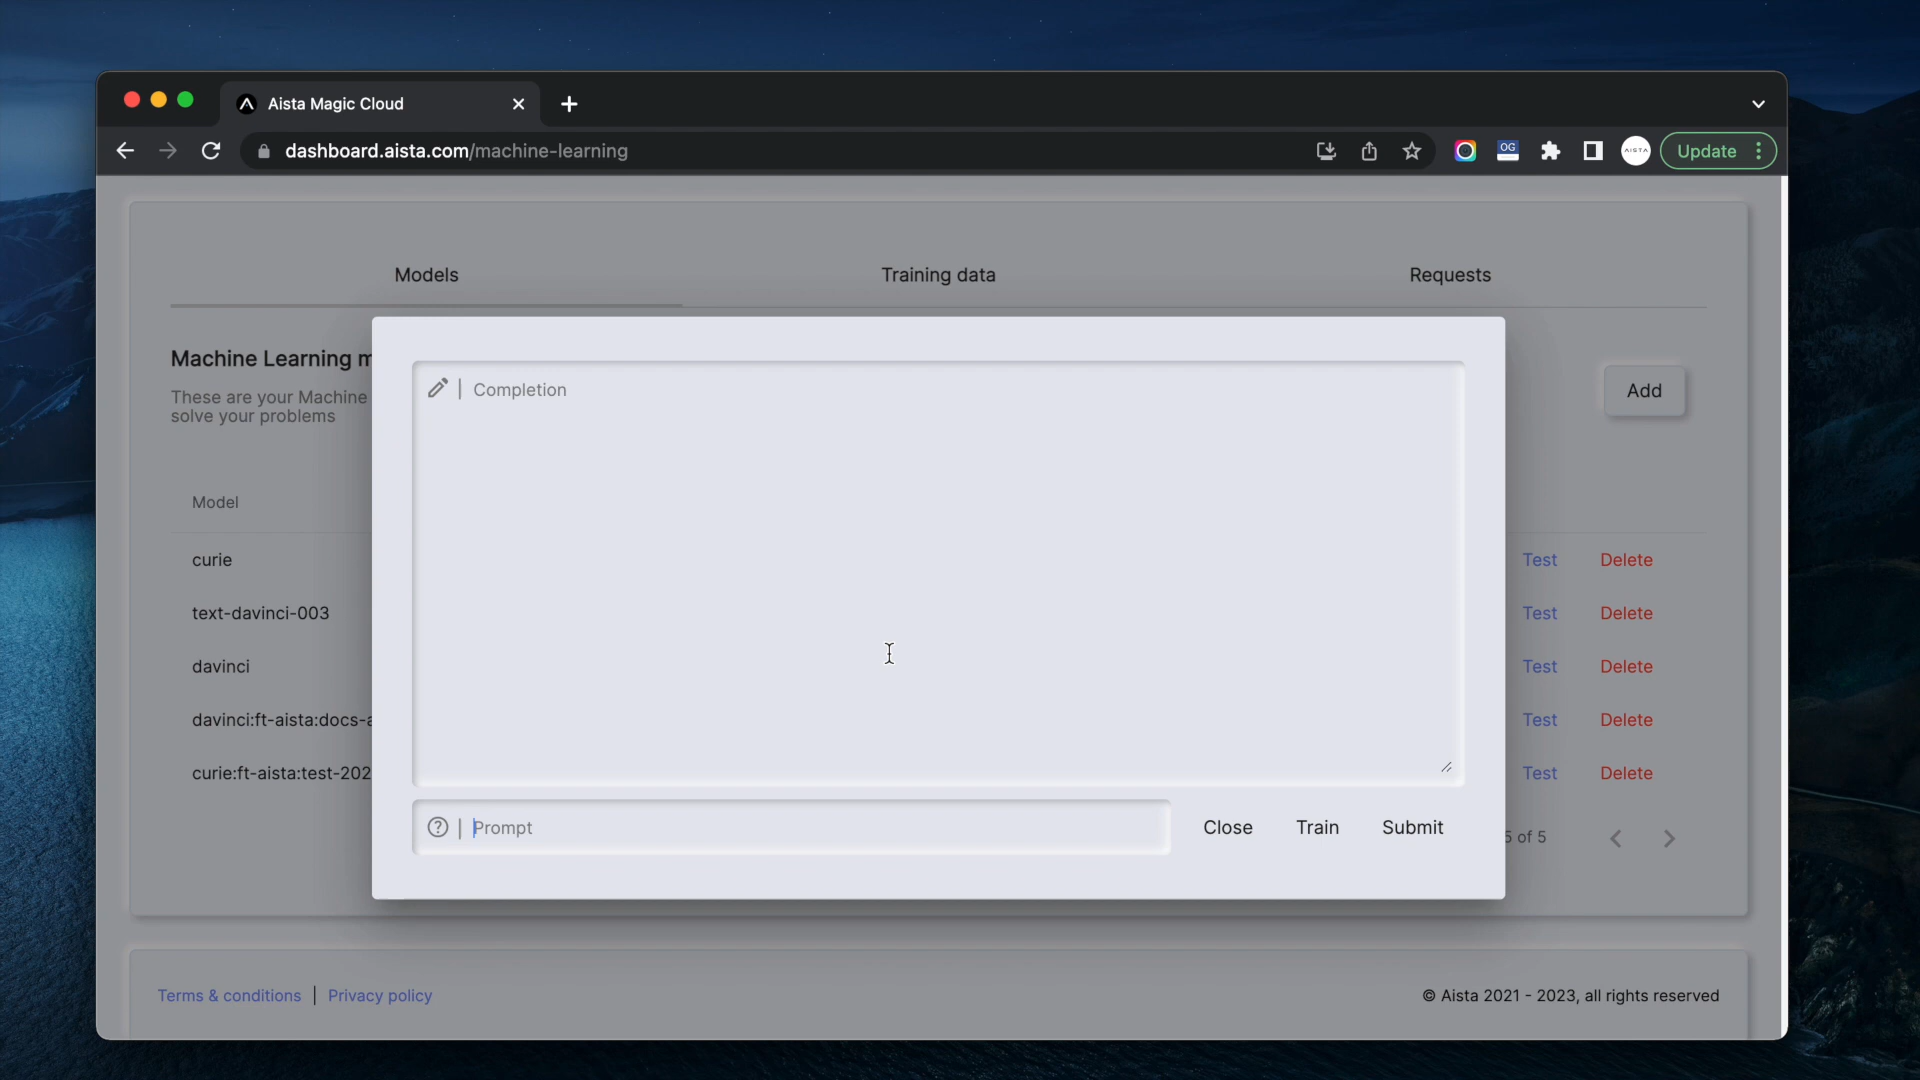 Aista Magic Cloud
dashboard.aista.com/machine-learning
OG
AISTA
Update
Models
Training data
Requests
Machine Learning m
These are your Machine
solve your problems
Add
Completion
Model
curie
Test
Delete
text-davinci-003
Test
Delete
davinci
Test
Delete
davinci:ft-aista:docs-a
Test
Delete
curie:ft-aista:test-202
Test
Delete
Prompt
Close
Train
Submit
5 of 5
Terms & conditions | Privacy policy
© Aista 2021 - 2023, all rights reserved